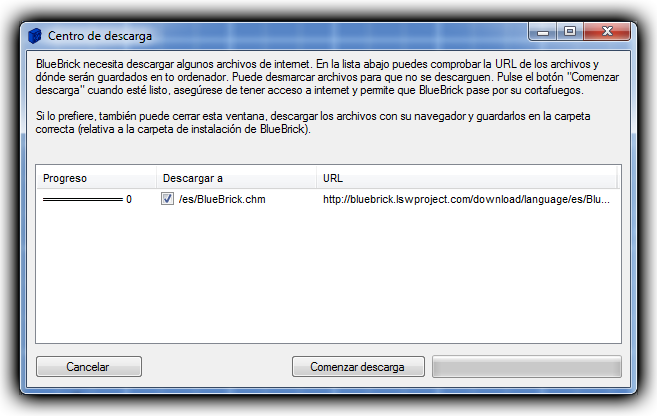 Centro de descarga
BlueBrick necesita descargar algunos archivos de internet. En la lista abajo puedes comprobar la URL de los archivos y
dónde serán guardados en to ordenador. Puede desmarcar archivos para que no se descarguen. Pulse el botón "Comenzar
descarga" cuando esté listo, asegúrese de tener acceso a internet y permite que BlueBrick pase por su cortafuegos.
Si lo prefiere, también puede cerrar esta ventana, descargar los archivos con su navegador y guardarlos en la carpeta
correcta (relativa a la carpeta de instalación de BlueBrick).
Progreso Descargar a URL
0 /es/BlueBrick.chm http://bluebrick.lswproject.com/download/language/es/Blu...
Cancelar Comenzar descarga